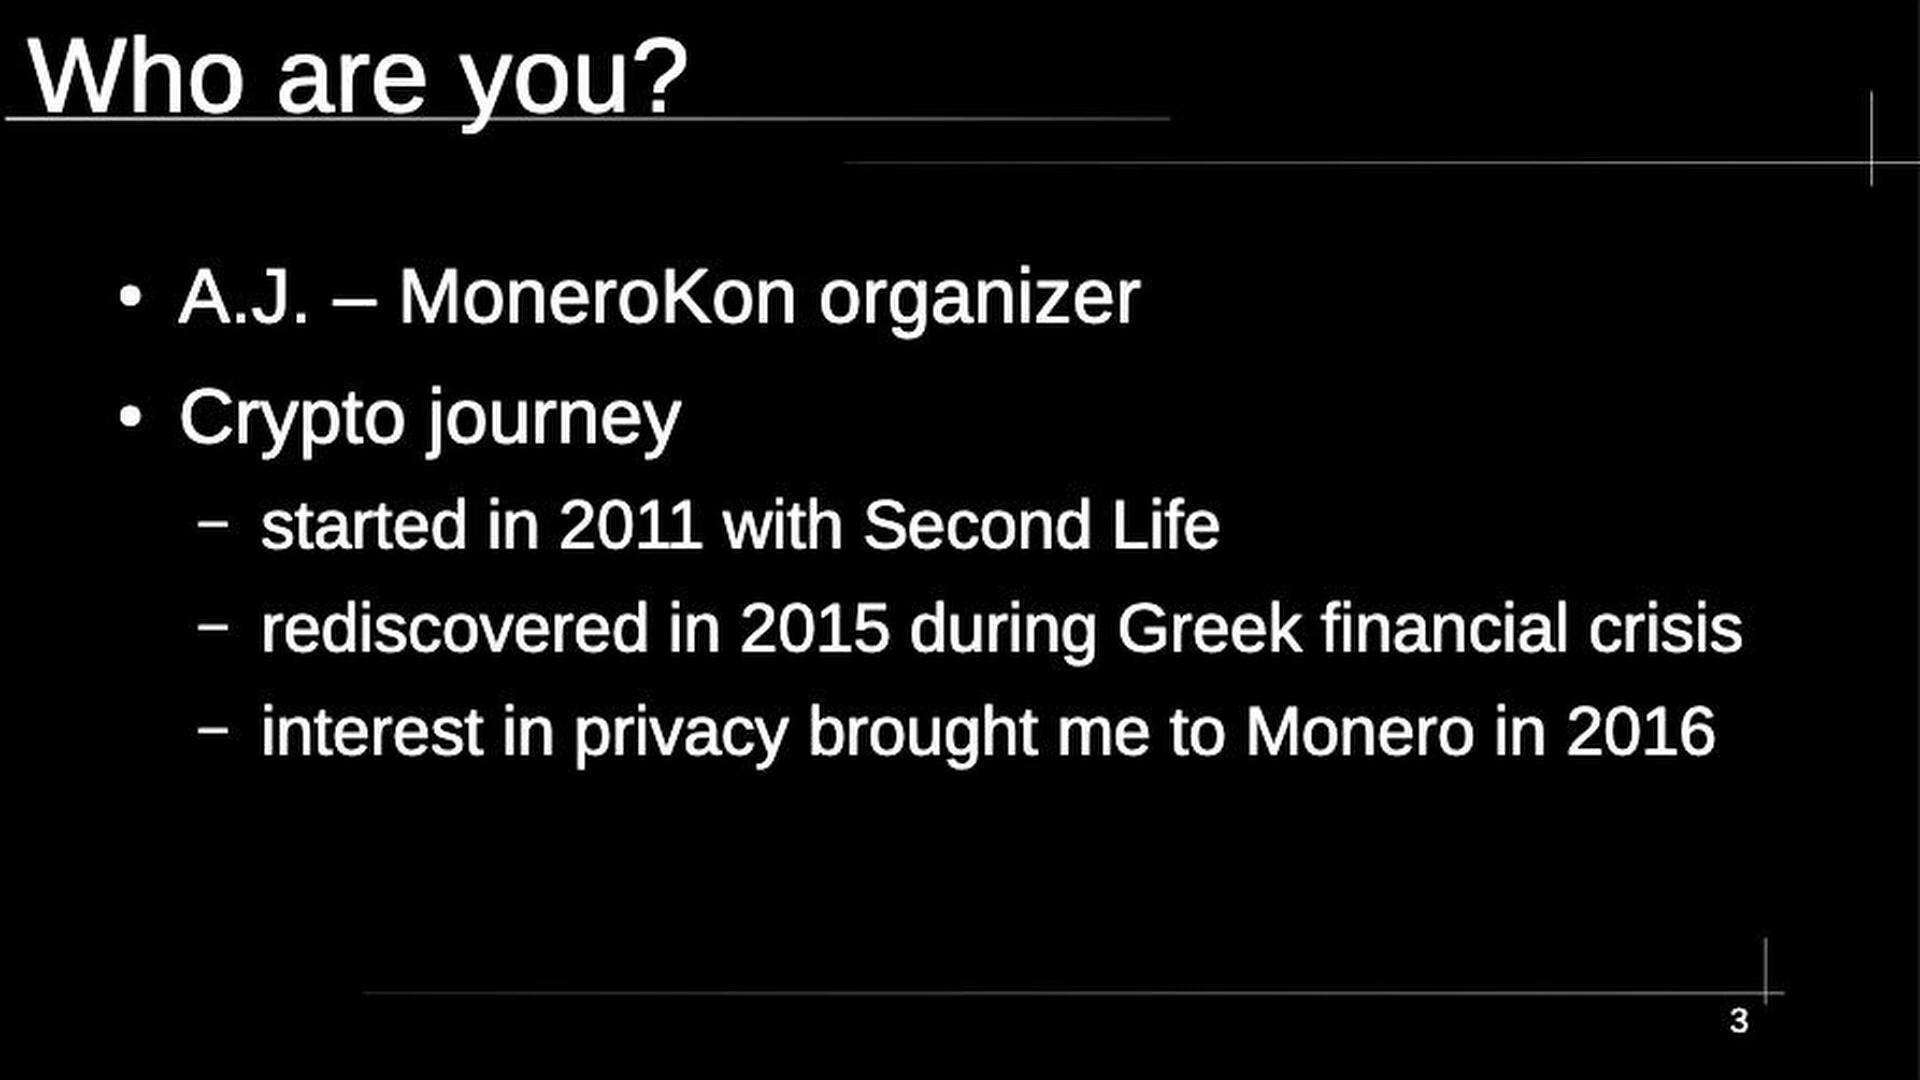 Who are you?
• A.J. – MoneroKon organizer
• Crypto journey
– started in 2011 with Second Life
– rediscovered in 2015 during Greek financial crisis
– interest in privacy brought me to Monero in 2016
3